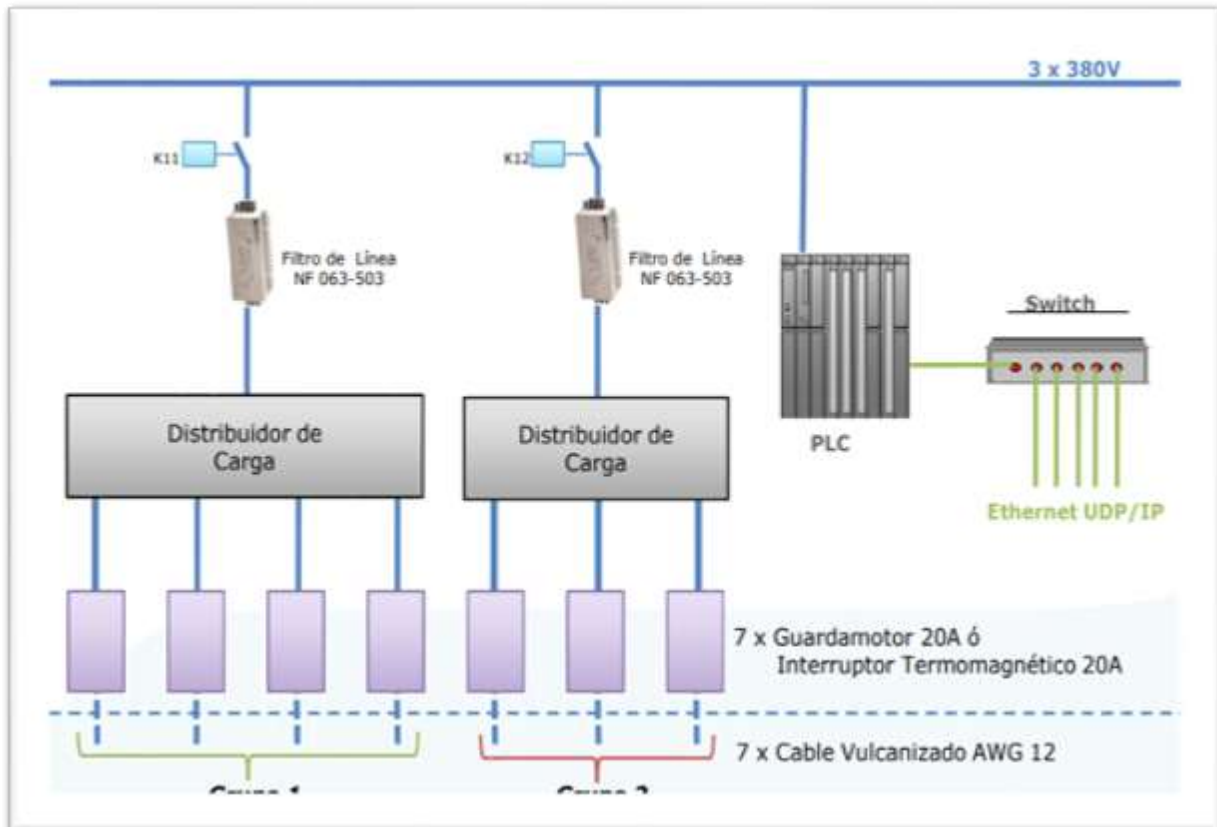 3 x 380V
K11
K12
Filtro de Línea
NF 063-503
Filtro de Línea
NF 063-503
Switch
Distribuidor de
Carga
Distribuidor de
Carga
PLC
Ethernet UDP/IP
7 x Guardamotor 20A ó
Interruptor Termomagnético 20A
7 x Cable Vulcanizado AWG 12